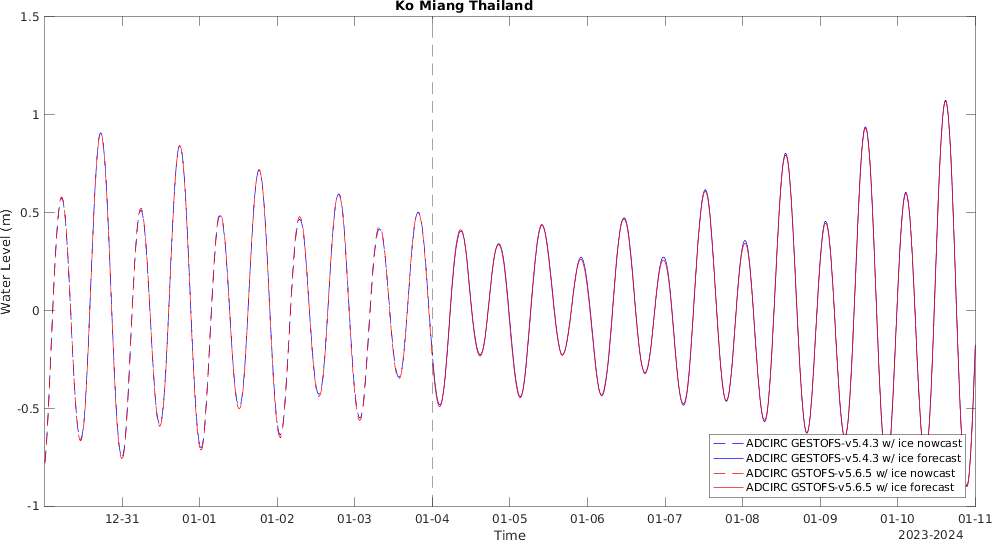 Ko Miang Thailand
1.5
1
0.5
0
-0.5
-1
Water Level (m)
12-31
01-01
01-02
01-03
01-04
01-05
01-06
01-07
01-08
01-09
01-10
01-11
Time
2023-2024
ADCIRC GESTOFS-v5.4.3 w/ ice nowcast
ADCIRC GESTOFS-v5.4.3 w/ ice forecast
ADCIRC GSTOFS-v5.6.5 w/ ice nowcast
ADCIRC GSTOFS-v5.6.5 w/ ice forecast